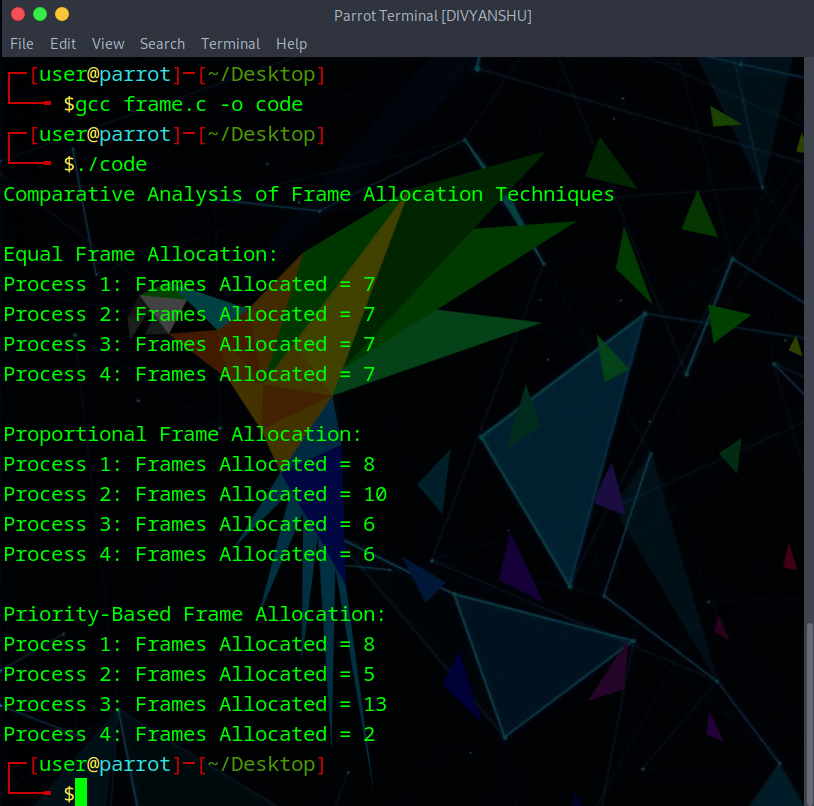 Parrot Terminal [DIVYANSHU]
File Edit View Search Terminal Help
┌─[user@parrot]─[~/Desktop]
└──╼ $gcc frame.c -o code
┌─[user@parrot]─[~/Desktop]
└──╼ $./code
Comparative Analysis of Frame Allocation Techniques
Equal Frame Allocation:
Process 1: Frames Allocated = 7
Process 2: Frames Allocated = 7
Process 3: Frames Allocated = 7
Process 4: Frames Allocated = 7
Proportional Frame Allocation:
Process 1: Frames Allocated = 8
Process 2: Frames Allocated = 10
Process 3: Frames Allocated = 6
Process 4: Frames Allocated = 6
Priority-Based Frame Allocation:
Process 1: Frames Allocated = 8
Process 2: Frames Allocated = 5
Process 3: Frames Allocated = 13
Process 4: Frames Allocated = 2
┌─[user@parrot]─[~/Desktop]
└──╼ $